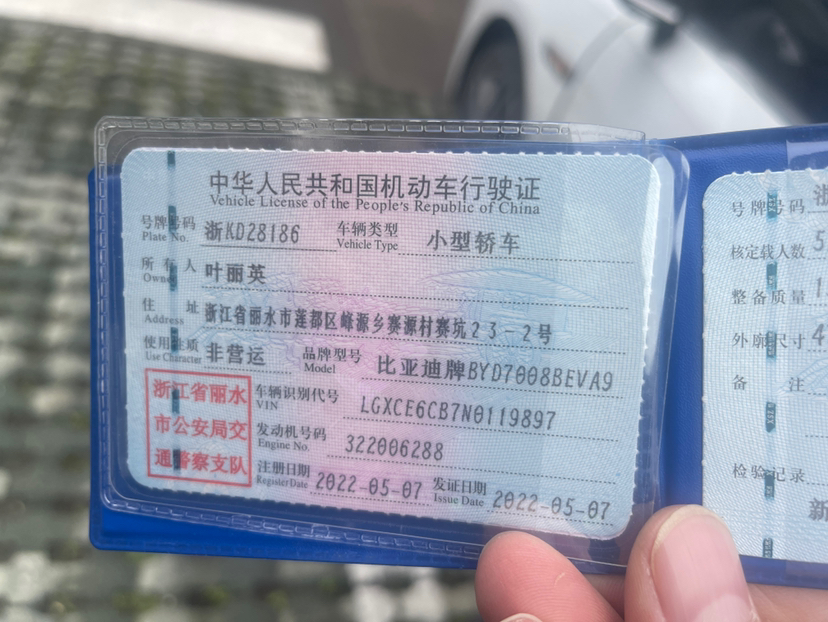 中华人民共和国机动车行驶证
Vehicle License of the People's Republic of China
号牌号码 浙KD28186 车辆类型 小型轿车
Plate No. Vehicle Type
所有人 叶丽英
Owner
住址 浙江省丽水市莲都区峰源乡赛源村赛坑23-2号
Address
使用性质 非营运 品牌型号 比亚迪牌BYD7008BEVA9
Use Character Model
浙江省丽水
市公安局交
通警察支队
车辆识别代号 LGXCE6CB7N0119897
VIN
发动机号码 322006288
Engine No.
注册日期 2022-05-07 发证日期 2022-05-07
Register Date Issue Date
号牌号码 浙
核定载人数 5
整备质量 1
外廓尺寸 4
备注
检验记录
新